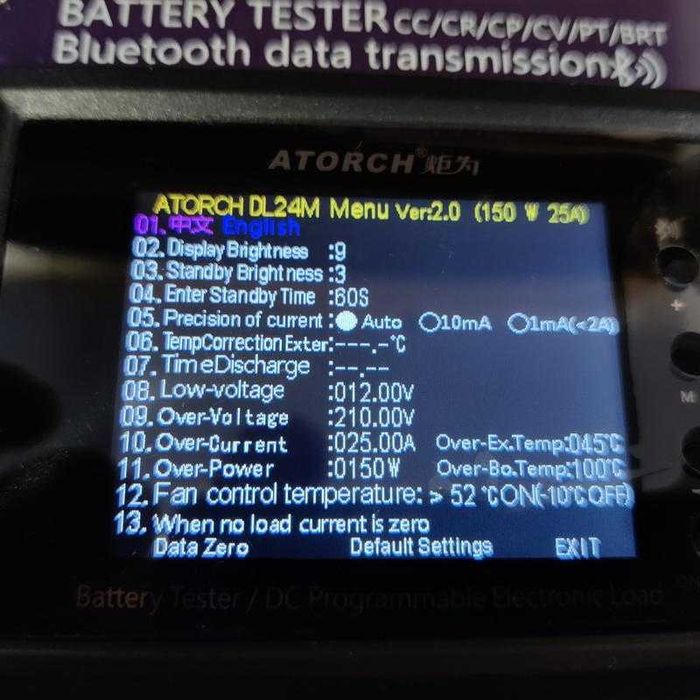 BATTERY TESTER CC/CR/CP/CV/PT/BRT
Bluetooth data transmission
ATORCH® 炬为
ATORCH DL24M Menu Ver:2.0 (150 W 25A)
01. 中文 English
02. Display Brightness :9
03. Standby Brightness :3
04. Enter Standby Time :60S
05. Precision of current : Auto 10mA 1mA(<2A)
06. TempCorrection Exter:---.-℃
07. TimeDischarge :--.--
08. Low-voltage :012.00V
09. Over-Voltage :210.00V
10. Over-Current :025.00A Over-Ex.Temp:045℃
11. Over-Power :0150W Over-Bo.Temp:100℃
12. Fan control temperature: > 52 ℃ON(-10℃OFF)
13. When no load current is zero
Data Zero Default Settings EXIT
Battery Tester / DC Programmable Electronic Load
+
M